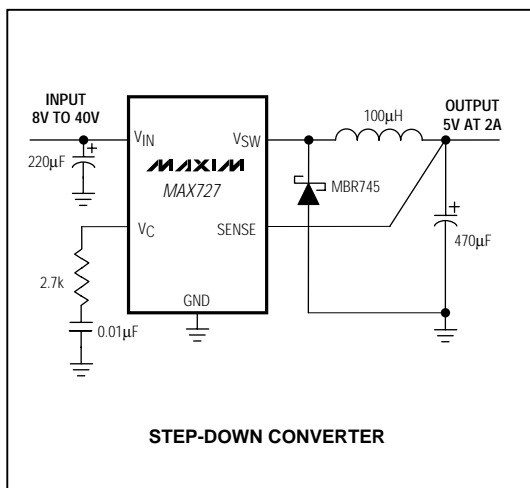 INPUT
8V TO 40V
220µF
VIN
MAXIM
MAX727
VSW
100µH
OUTPUT
5V AT 2A
MBR745
VC
SENSE
470µF
2.7k
0.01µF
GND
STEP-DOWN CONVERTER